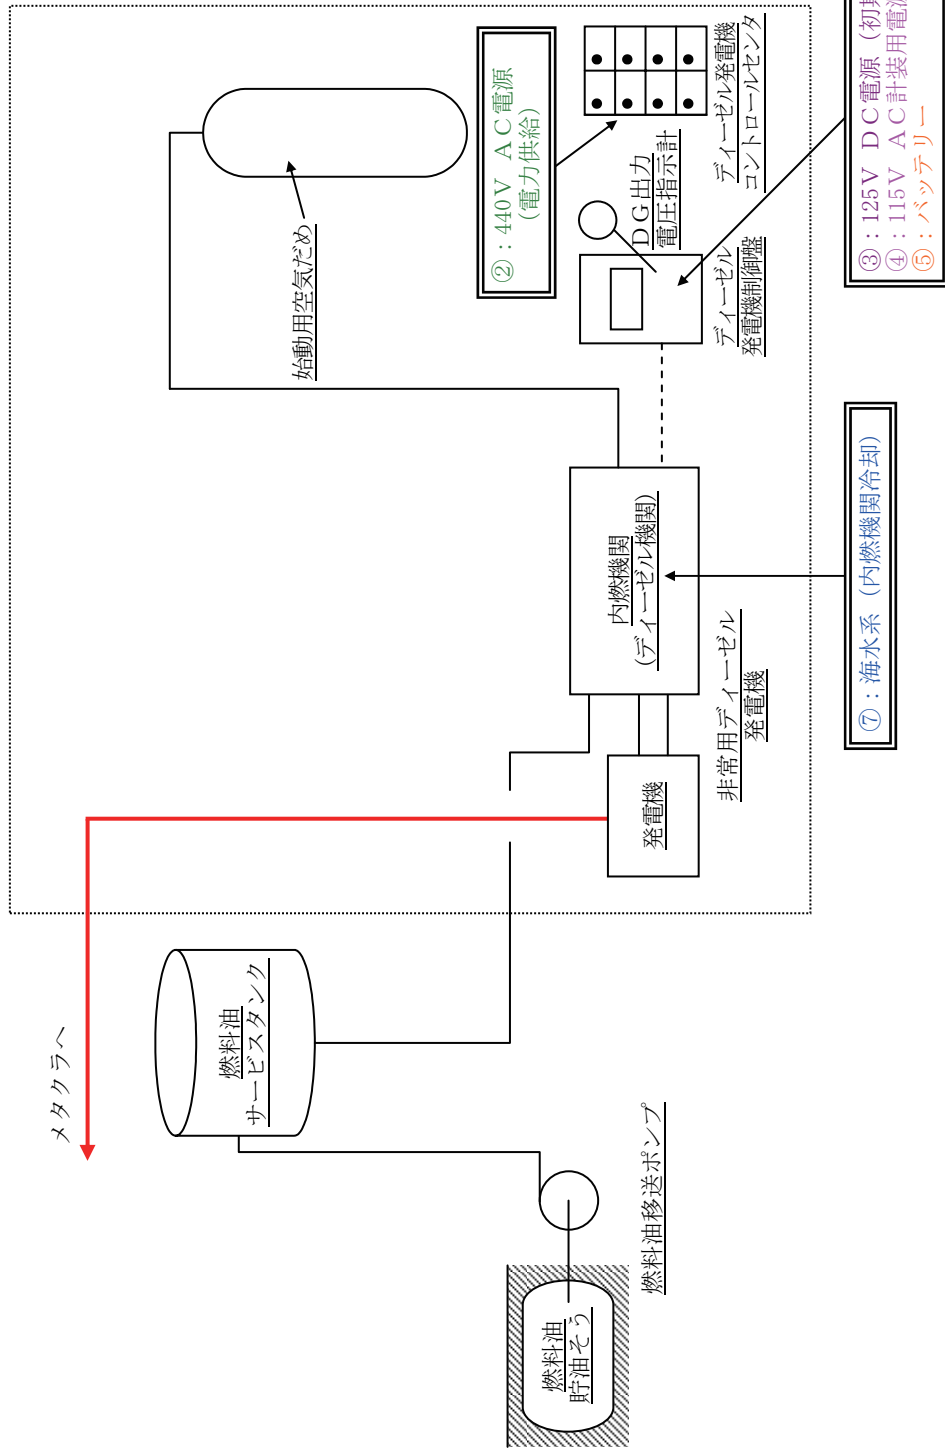 メタクラへ
燃料油
サービスタンク
燃料油
貯油そう
燃料油移送ポンプ
始動用空気だめ
②：440V AC電源
(電力供給)
発電機
内燃機関
(ディーゼル機関)
非常用ディーゼル
発電機
DG出力
電圧指示計
ディーゼル
発電機制御盤
ディーゼル発電機
コントロールセンタ
⑦：海水系 (内燃機関冷却)
③：125V DC電源 (初期
④：115V AC計装用電源
⑤：バッテリー